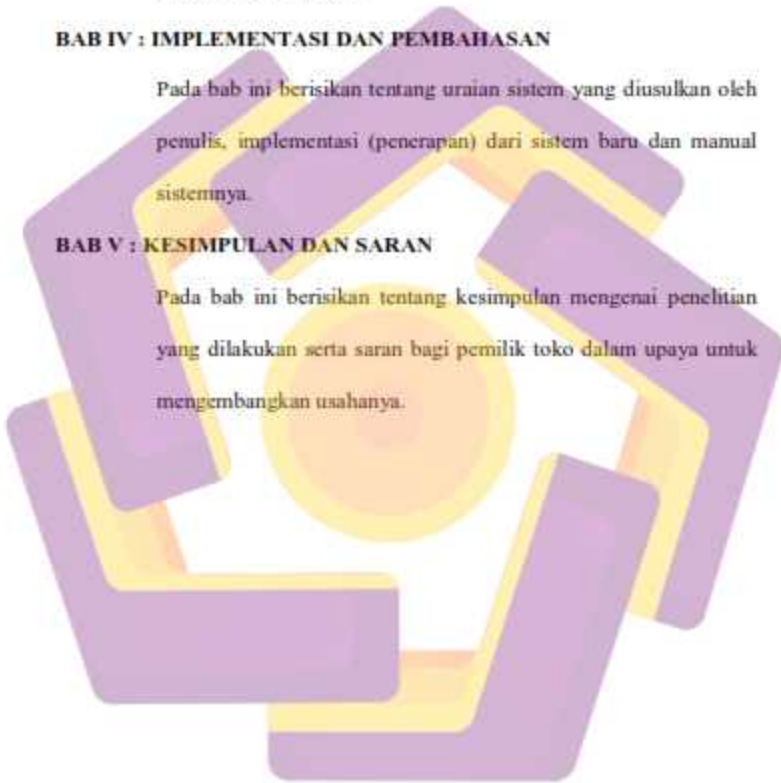 BAB IV : IMPLEMENTASI DAN PEMBAHASAN
Pada bab ini berisikan tentang uraian sistem yang diusulkan oleh
penulis, implementasi (penerapan) dari sistem baru dan manual
sistemnya.
BAB V : KESIMPULAN DAN SARAN
Pada bab ini berisikan tentang kesimpulan mengenai penelitian
yang dilakukan serta saran bagi pemilik toko dalam upaya untuk
mengembangkan usahanya.